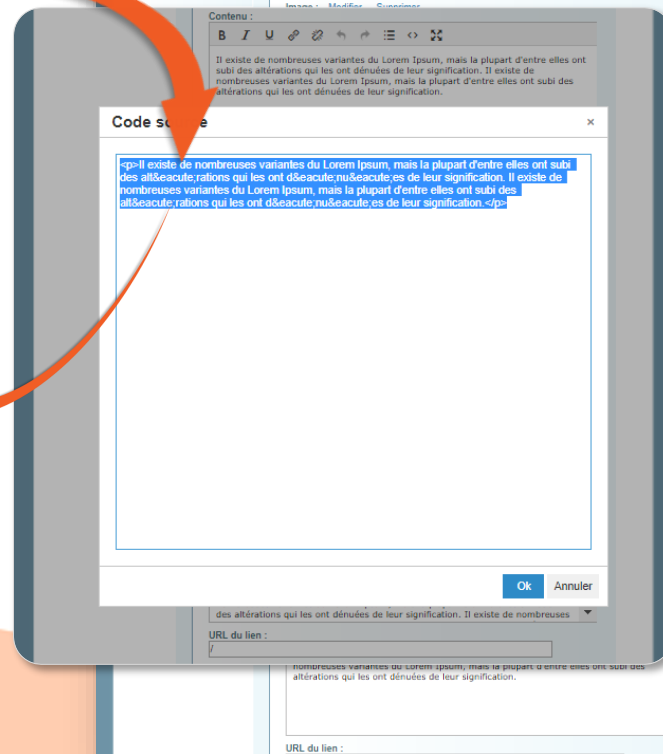 Image : Modifier Supprimer
Contenu :
B I U
Il existe de nombreuses variantes du Lorem Ipsum, mais la plupart d'entre elles ont
subi des altérations qui les ont dénuées de leur signification. Il existe de
nombreuses variantes du Lorem Ipsum, mais la plupart d'entre elles ont subi des
altérations qui les ont dénuées de leur signification.
Code
×
<p>Il existe de nombreuses variantes du Lorem Ipsum, mais la plupart d'entre elles ont subi
des alt&eacute;rations qui les ont d&eacute;nu&eacute;es de leur signification. Il existe de
nombreuses variantes du Lorem Ipsum, mais la plupart d'entre elles ont subi des
alt&eacute;rations qui les ont d&eacute;nu&eacute;es de leur signification.</p>
Ok Annuler
des altérations qui les ont dénuées de leur signification. Il existe de nombreuses
URL du lien :
/
nombreuses variantes du Lorem Ipsum, mais la plupart d'entre elles ont subi des
altérations qui les ont dénuées de leur signification.
URL du lien :